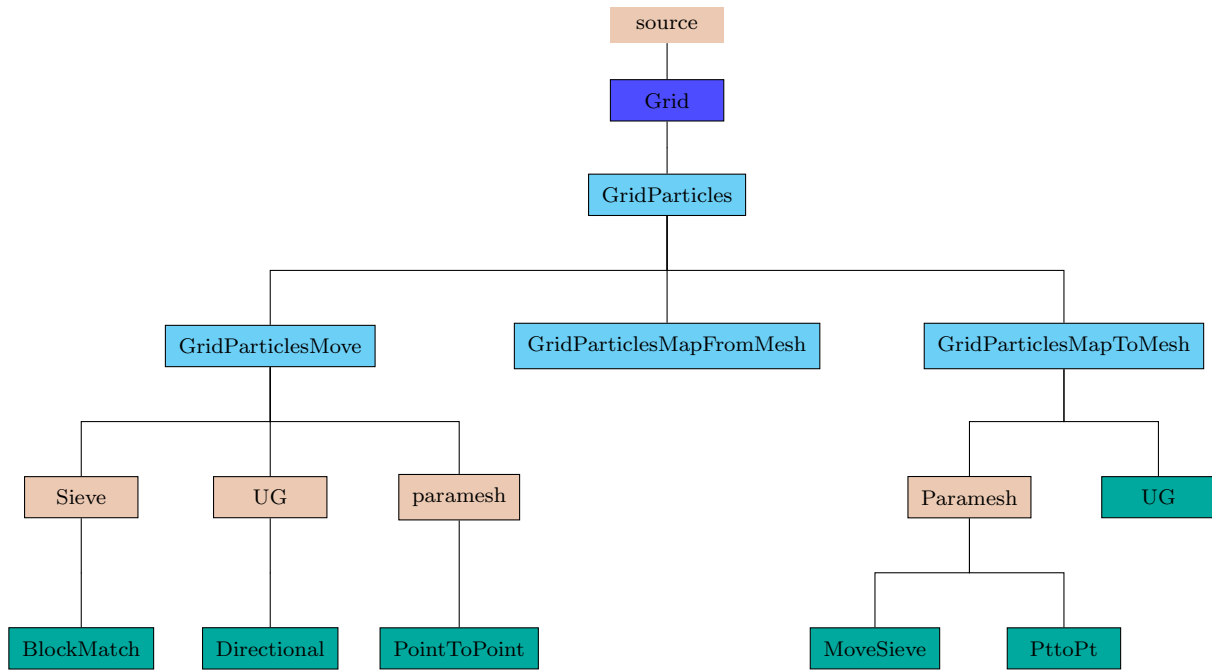 source
Grid
GridParticles
GridParticlesMove
GridParticlesMapFromMesh
GridParticlesMapToMesh
Sieve
UG
paramesh
Paramesh
UG
BlockMatch
Directional
PointToPoint
MoveSieve
PttoPt